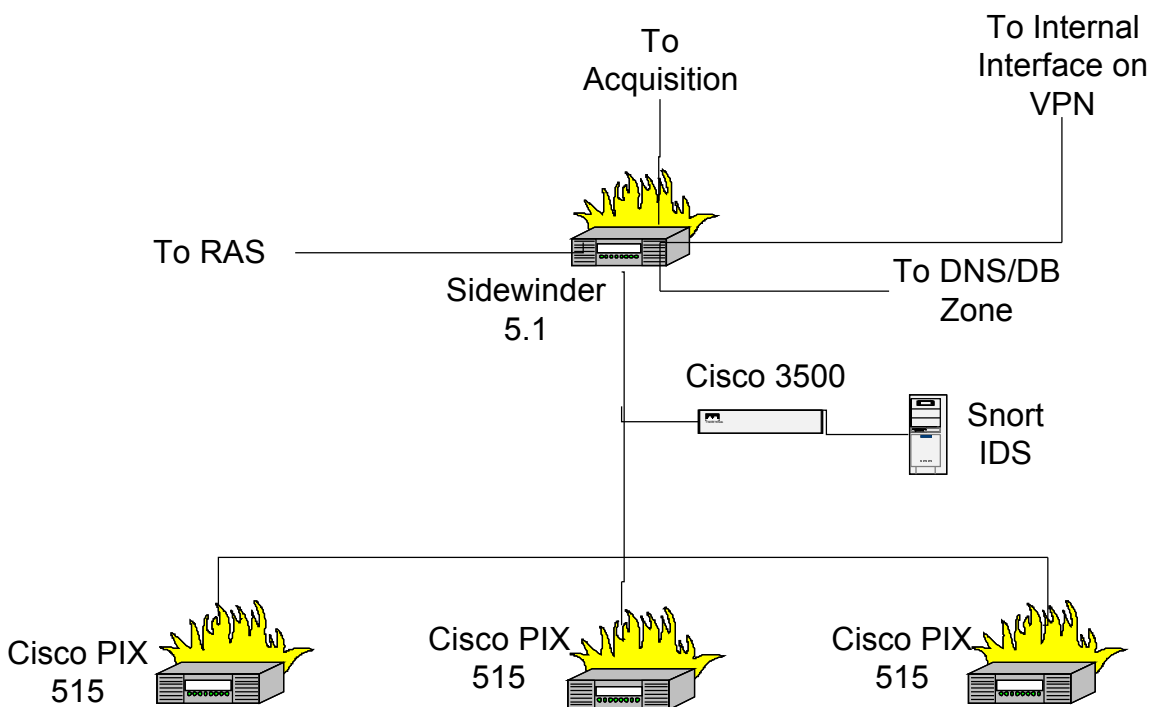 To
Acquisition
To Internal
Interface on
VPN
To RAS
Sidewinder
5.1
To DNS/DB
Zone
Cisco 3500
Snort
IDS
Cisco PIX
515
Cisco PIX
515
Cisco PIX
515